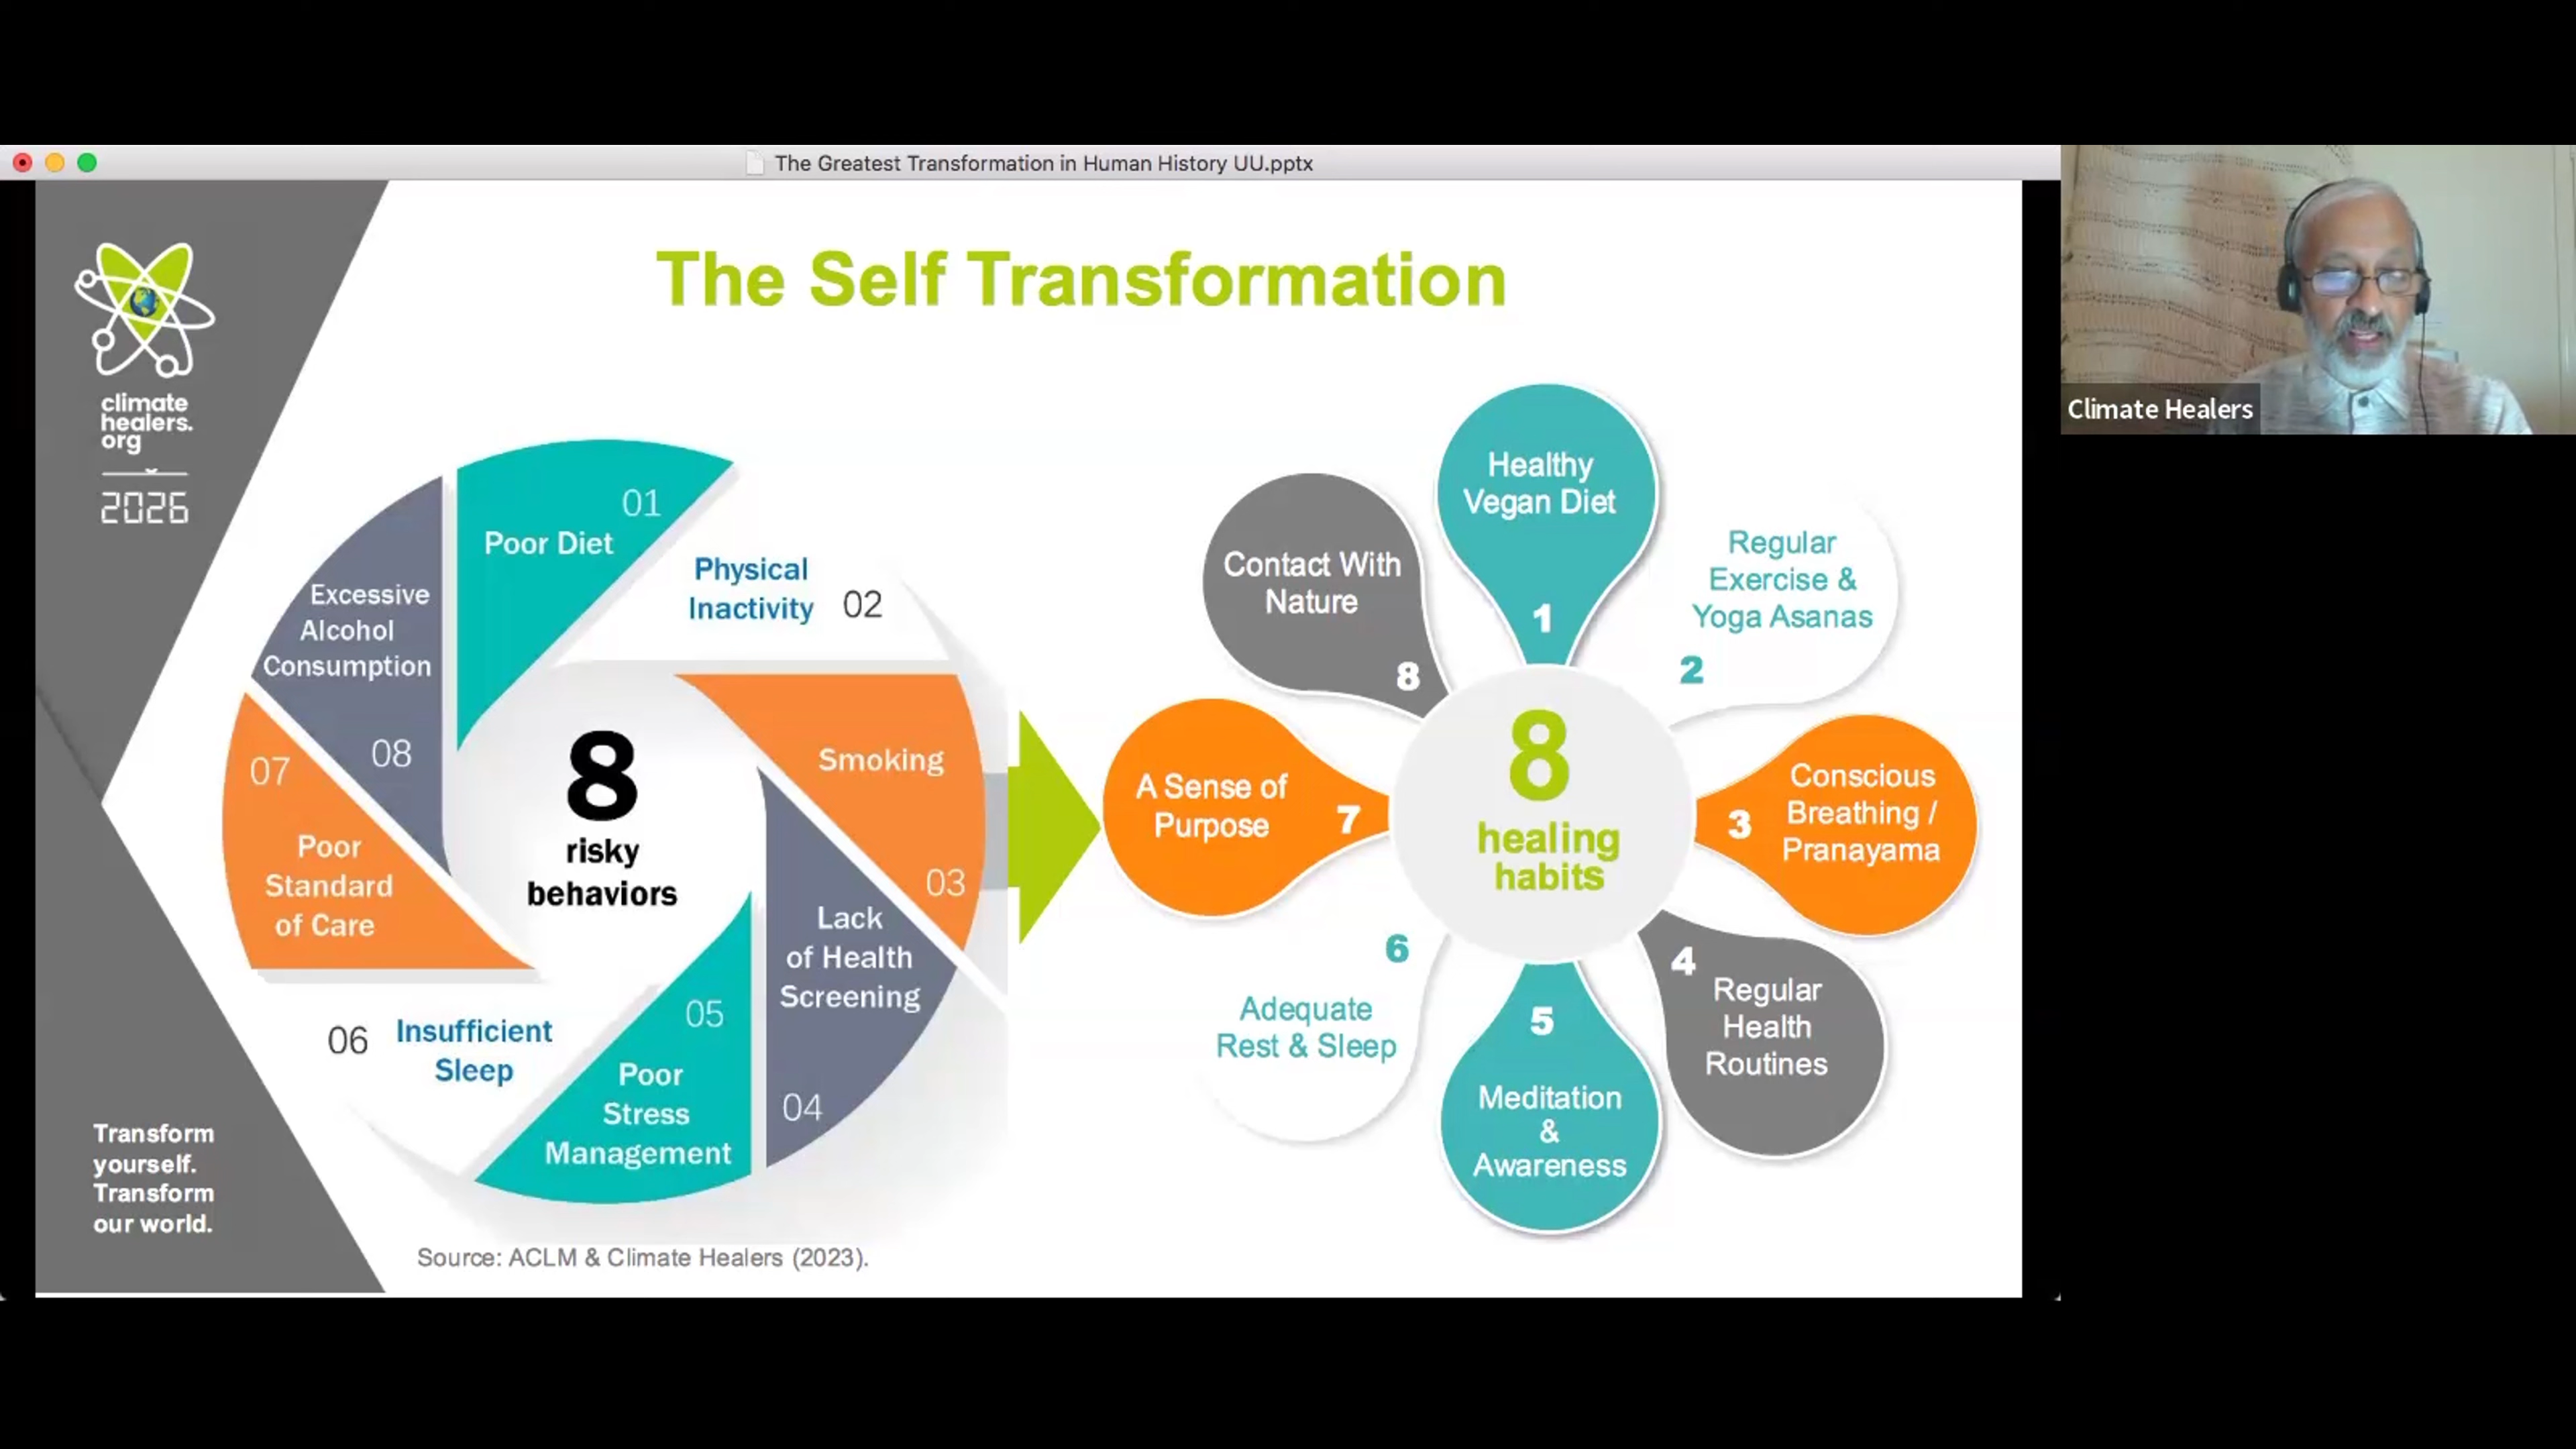 The Greatest Transformation in Human History UU.pptx
climate
healers.
org
2026
Transform
yourself.
Transform
our world.
The Self Transformation
01
Poor Diet
Physical
Inactivity
02
Smoking
03
Lack
of Health
Screening
04
05
Poor
Stress
Management
06
Insufficient
Sleep
07
Poor
Standard
of Care
Excessive
Alcohol
Consumption
08
8
risky
behaviors
Source: ACLM & Climate Healers (2023).
Healthy
Vegan Diet
1
Regular
Exercise &
Yoga Asanas
2
3
Conscious
Breathing /
Pranayama
4
Regular
Health
Routines
5
Meditation
&
Awareness
6
Adequate
Rest & Sleep
A Sense of
Purpose
7
Contact With
Nature
8
8
healing
habits
Climate Healers